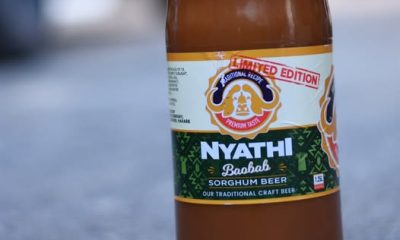 LIMITED EDITION
TRADITIONAL RECIPE
PREMIUM TASTE
NYATHI
Baobab
SORGHUM BEER
OUR TRADITIONAL CRAFT BEER